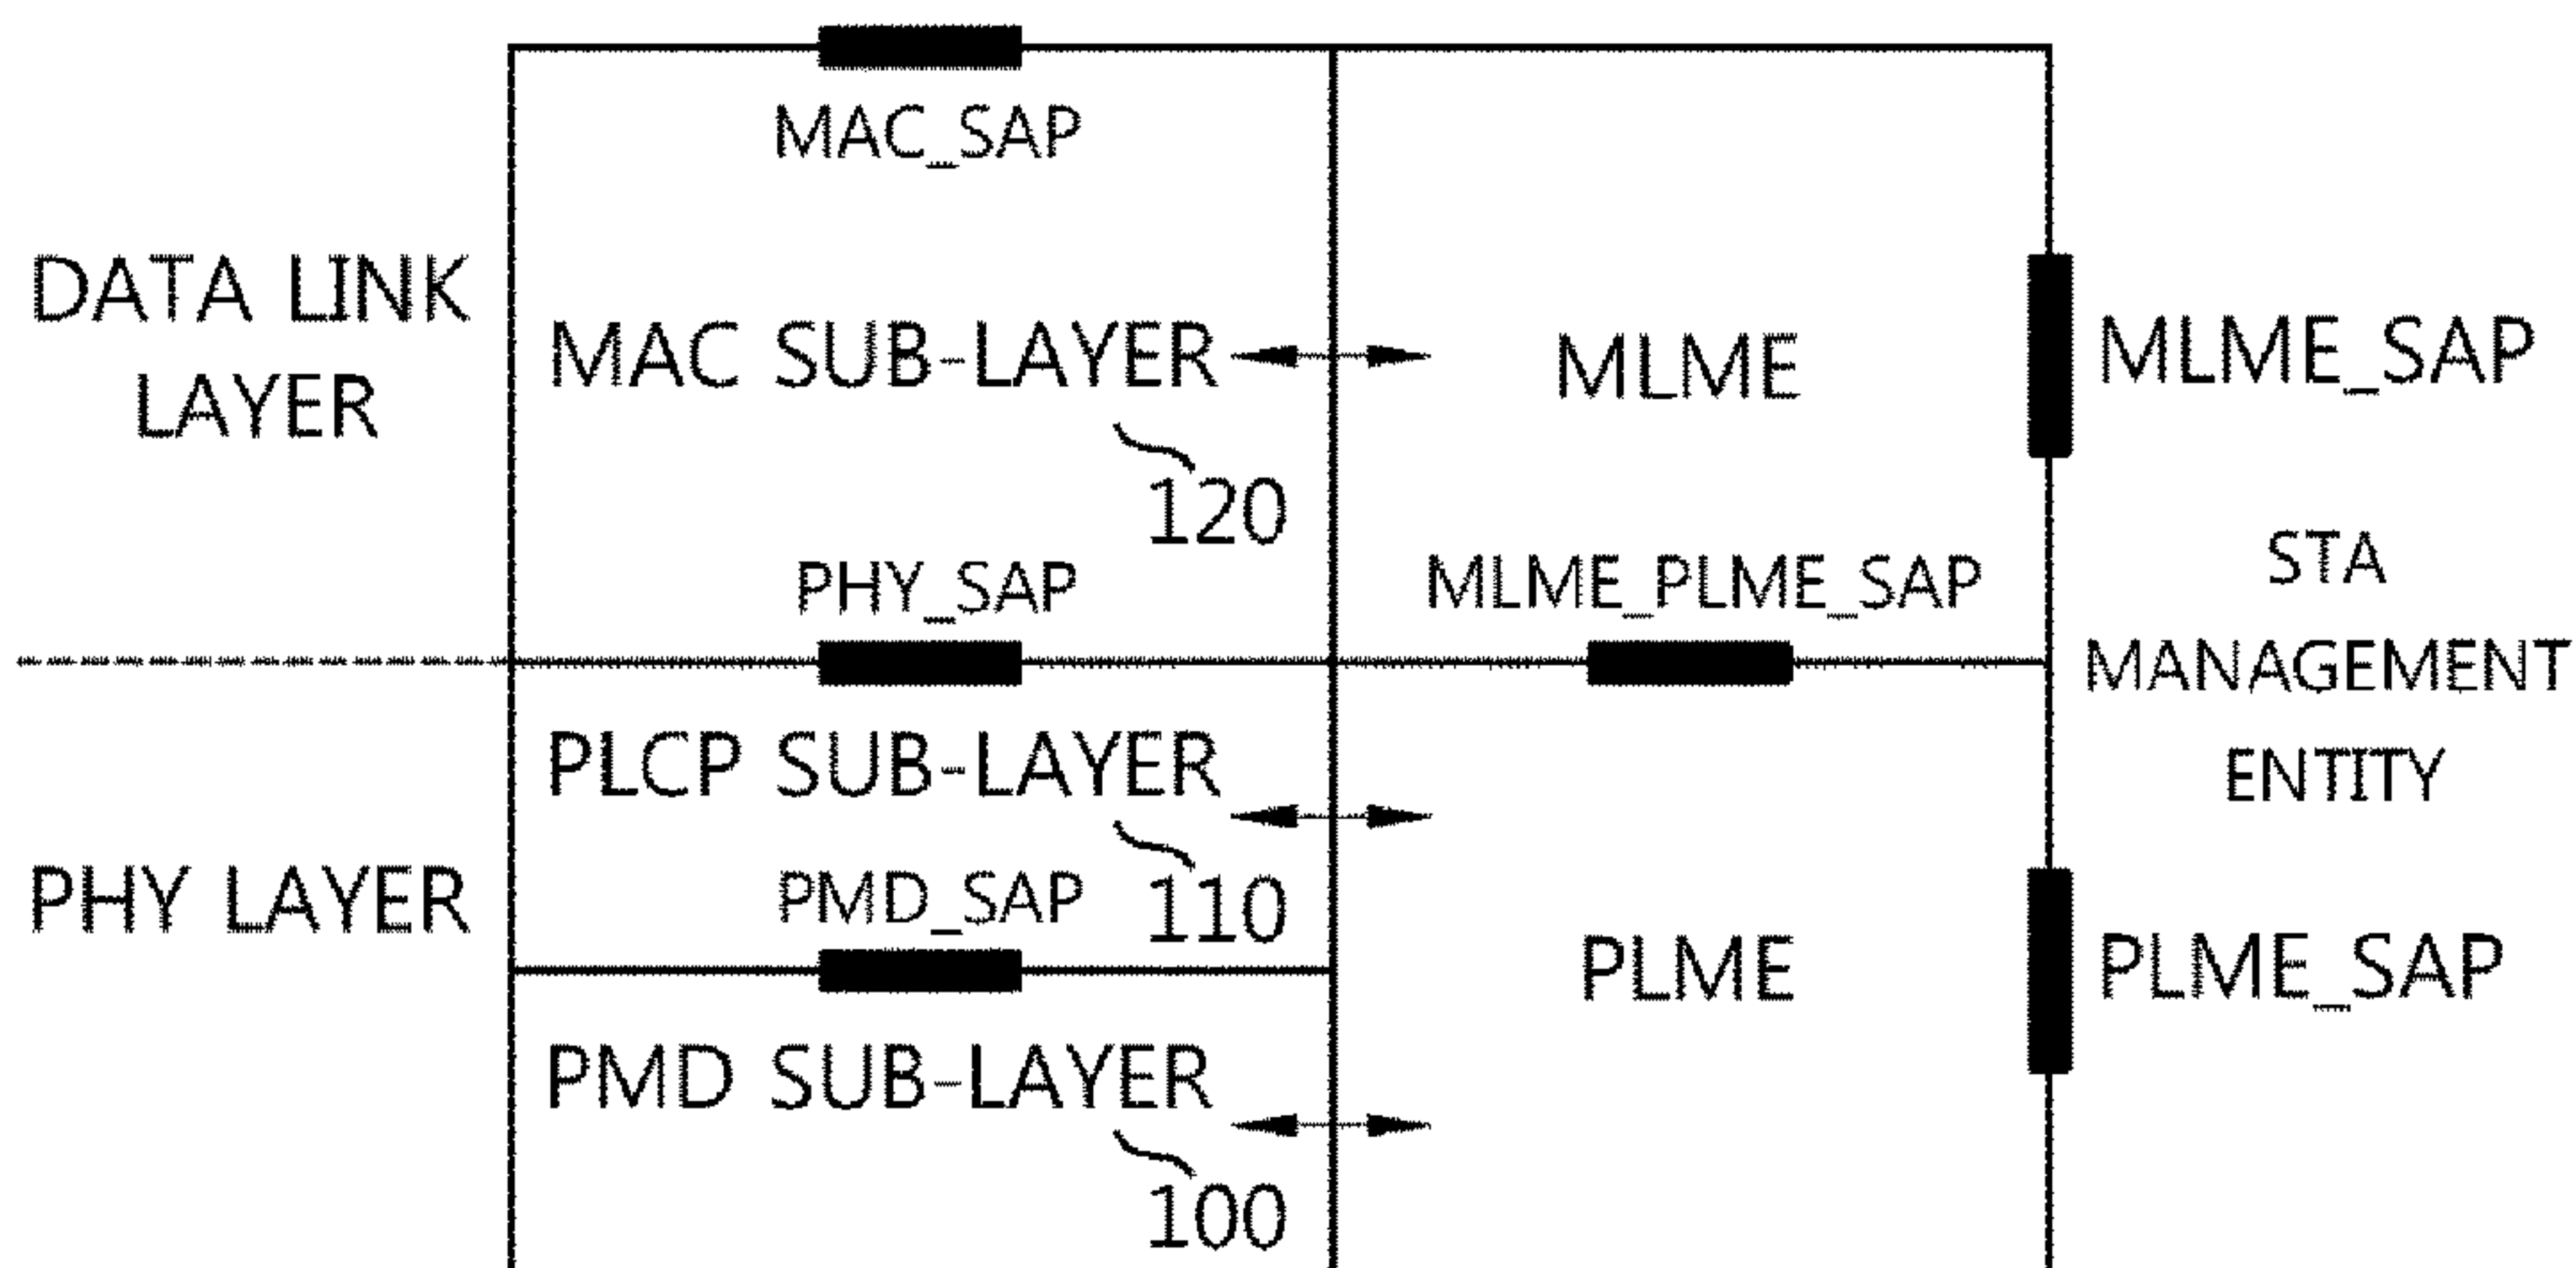 MAC_SAP
DATA LINK
LAYER
MAC SUB-LAYER
120
MLME
MLME_SAP
PHY_SAP
MLME_PLME_SAP
STA
MANAGEMENT
ENTITY
PHY LAYER
PLCP SUB-LAYER
110
PMD_SAP
PLME
PLME_SAP
PMD SUB-LAYER
100